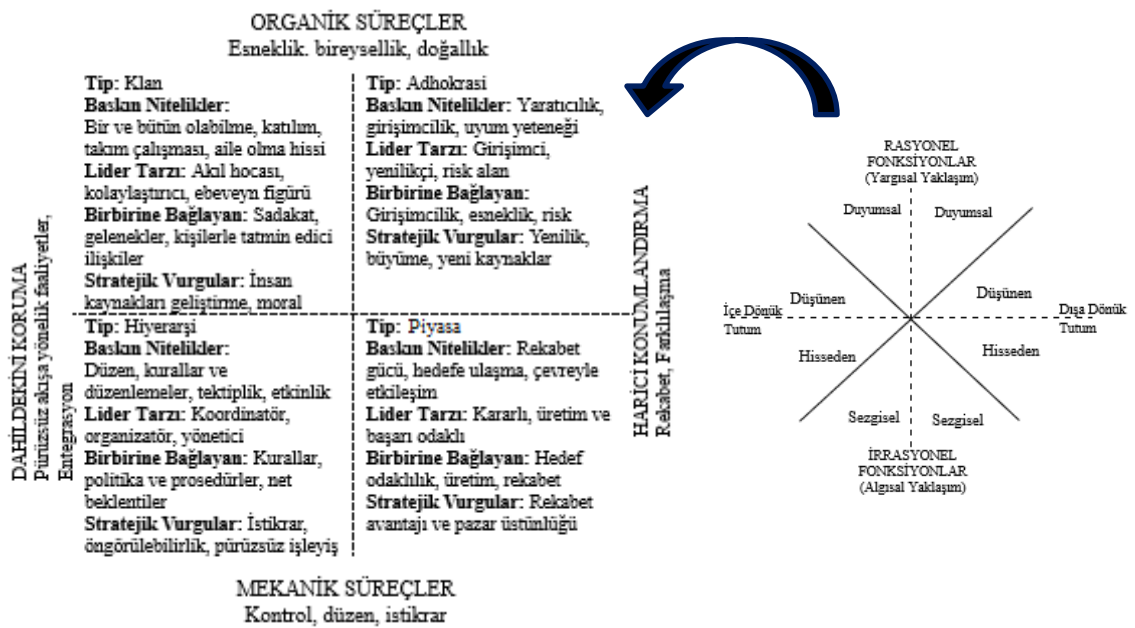 ORGANİK SÜREÇLER
Esneklik. bireysellik, doğallık
Tip: Klan
Baskın Nitelikler:
Bir ve bütün olabilme, katılım,
takım çalışması, aile olma hissi
Lider Tarzı: Akıl hocası,
kolaylaştırıcı, ebeveyn figürü
Birbirine Bağlayan: Sadakat,
gelenekler, kişilerle tatmin edici
ilişkiler
Stratejik Vurgular: İnsan
kaynakları geliştirme, moral
Tip: Adhokrasi
Baskın Nitelikler: Yaratıcılık,
girişimcilik, uyum yeteneği
Lider Tarzı: Girişimci,
yenilikçi, risk alan
Birbirine Bağlayan:
Girişimcilik, esneklik, risk
Stratejik Vurgular: Yenilik,
büyüme, yeni kaynaklar
DAHİLDEKİNİ KORUMA
Pürüzsüz akışa yönelik faaliyetler,
Entegrasyon
HARİCİ KONUMLANDIRMA
Rekabet, Farklılaşma
Tip: Hiyerarşi
Baskın Nitelikler:
Düzen, kurallar ve
düzenlemeler, tektiplik, etkinlik
Lider Tarzı: Koordinatör,
organizatör, yönetici
Birbirine Bağlayan: Kurallar,
politika ve prosedürler, net
beklentiler
Stratejik Vurgular: İstikrar,
öngörülebilirlik, pürüzsüz işleyiş
Tip: Piyasa
Baskın Nitelikler: Rekabet
gücü, hedefe ulaşma, çevreyle
etkileşim
Lider Tarzı: Kararlı, üretim ve
başarı odaklı
Birbirine Bağlayan: Hedef
odaklılık, üretim, rekabet
Stratejik Vurgular: Rekabet
avantajı ve pazar üstünlüğü
MEKANİK SÜREÇLER
Kontrol, düzen, istikrar
RASYONEL
FONKSİYONLAR
(Yargısal Yaklaşım)
Duyumsal
Duyumsal
Düşünen
Düşünen
İçe Dönük
Tutum
Dışa Dönük
Tutum
Hisseden
Hisseden
Sezgisel
Sezgisel
İRRASYONEL
FONKSİYONLAR
(Algısal Yaklaşım)